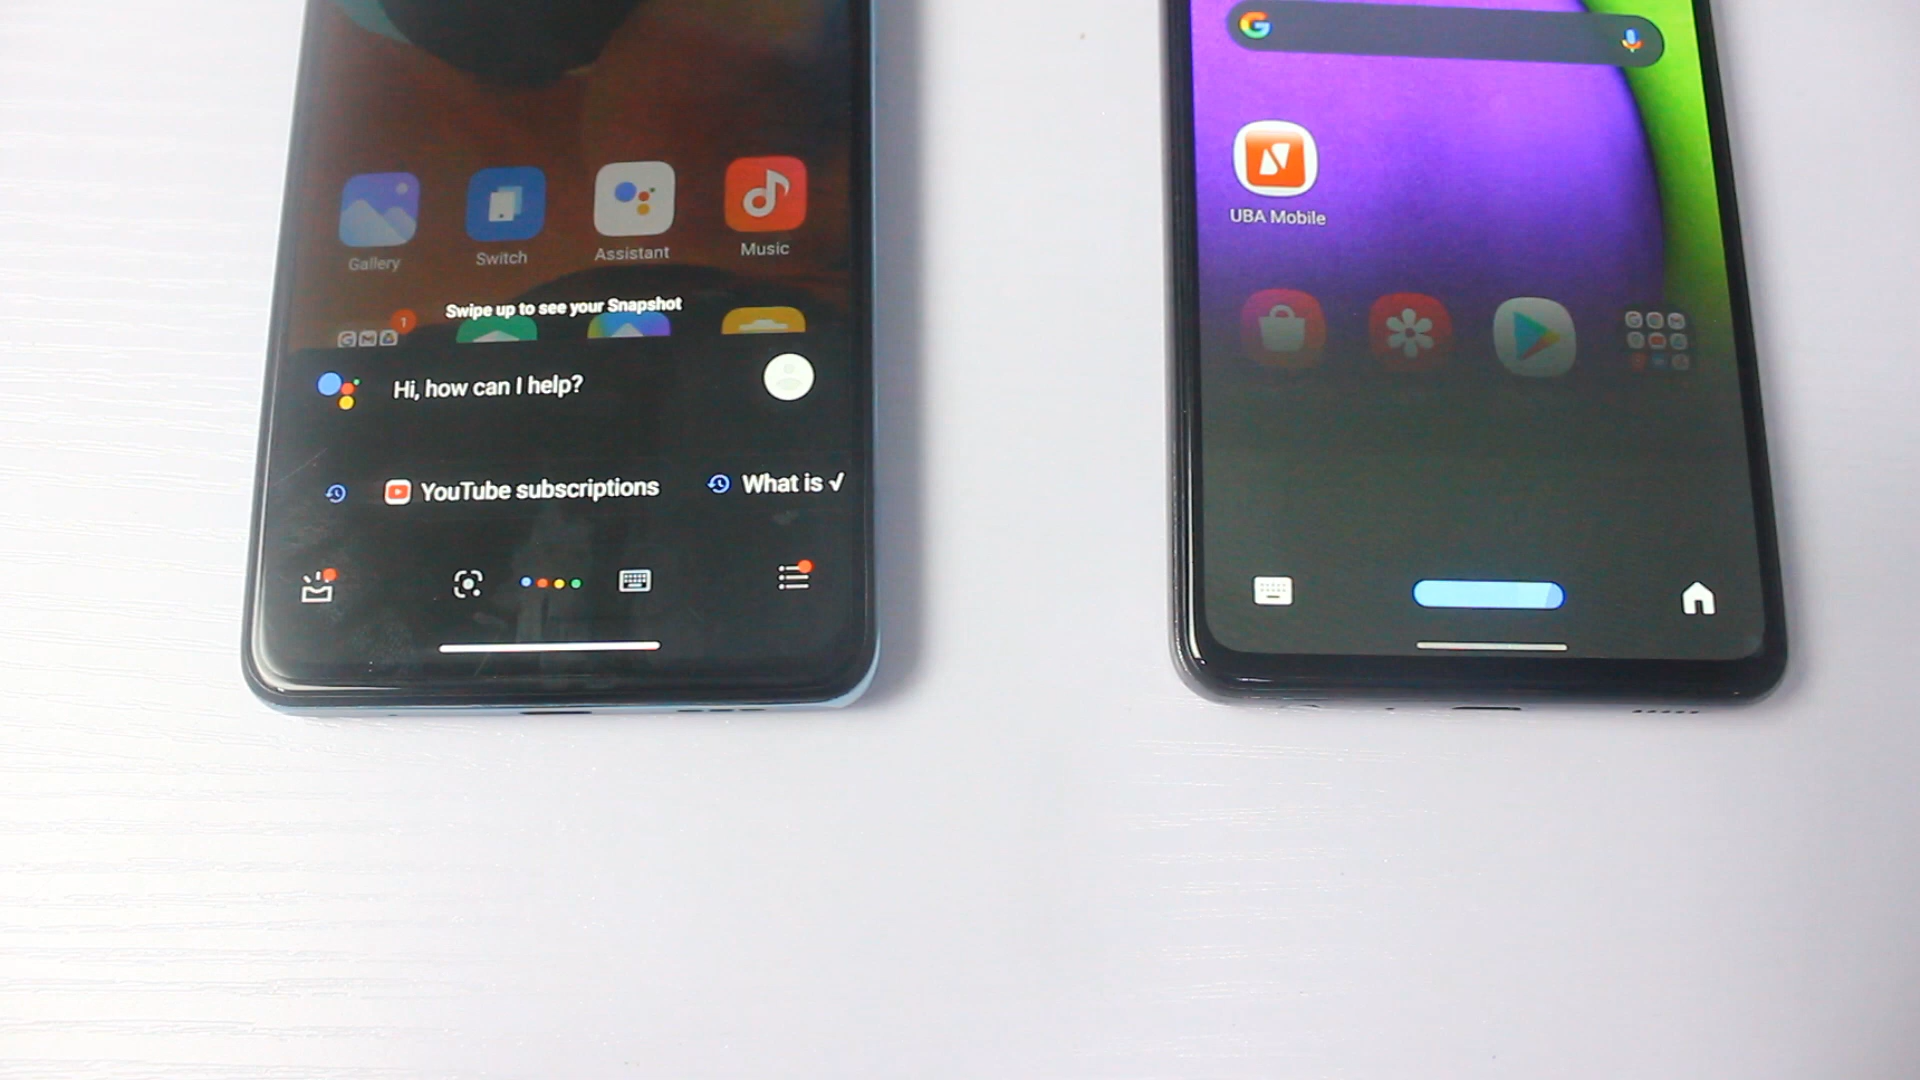 Gallery
Switch
Assistant
Music
1
Swipe up to see your Snapshot
Hi, how can I help?
YouTube subscriptions
What is √
G
UBA Mobile